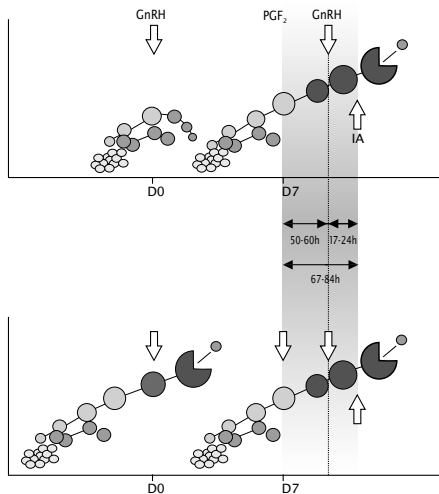 GnRH PGF₂ GnRH
IA
D0 D7
50-60h 17-24h
67-84h
D0 D7